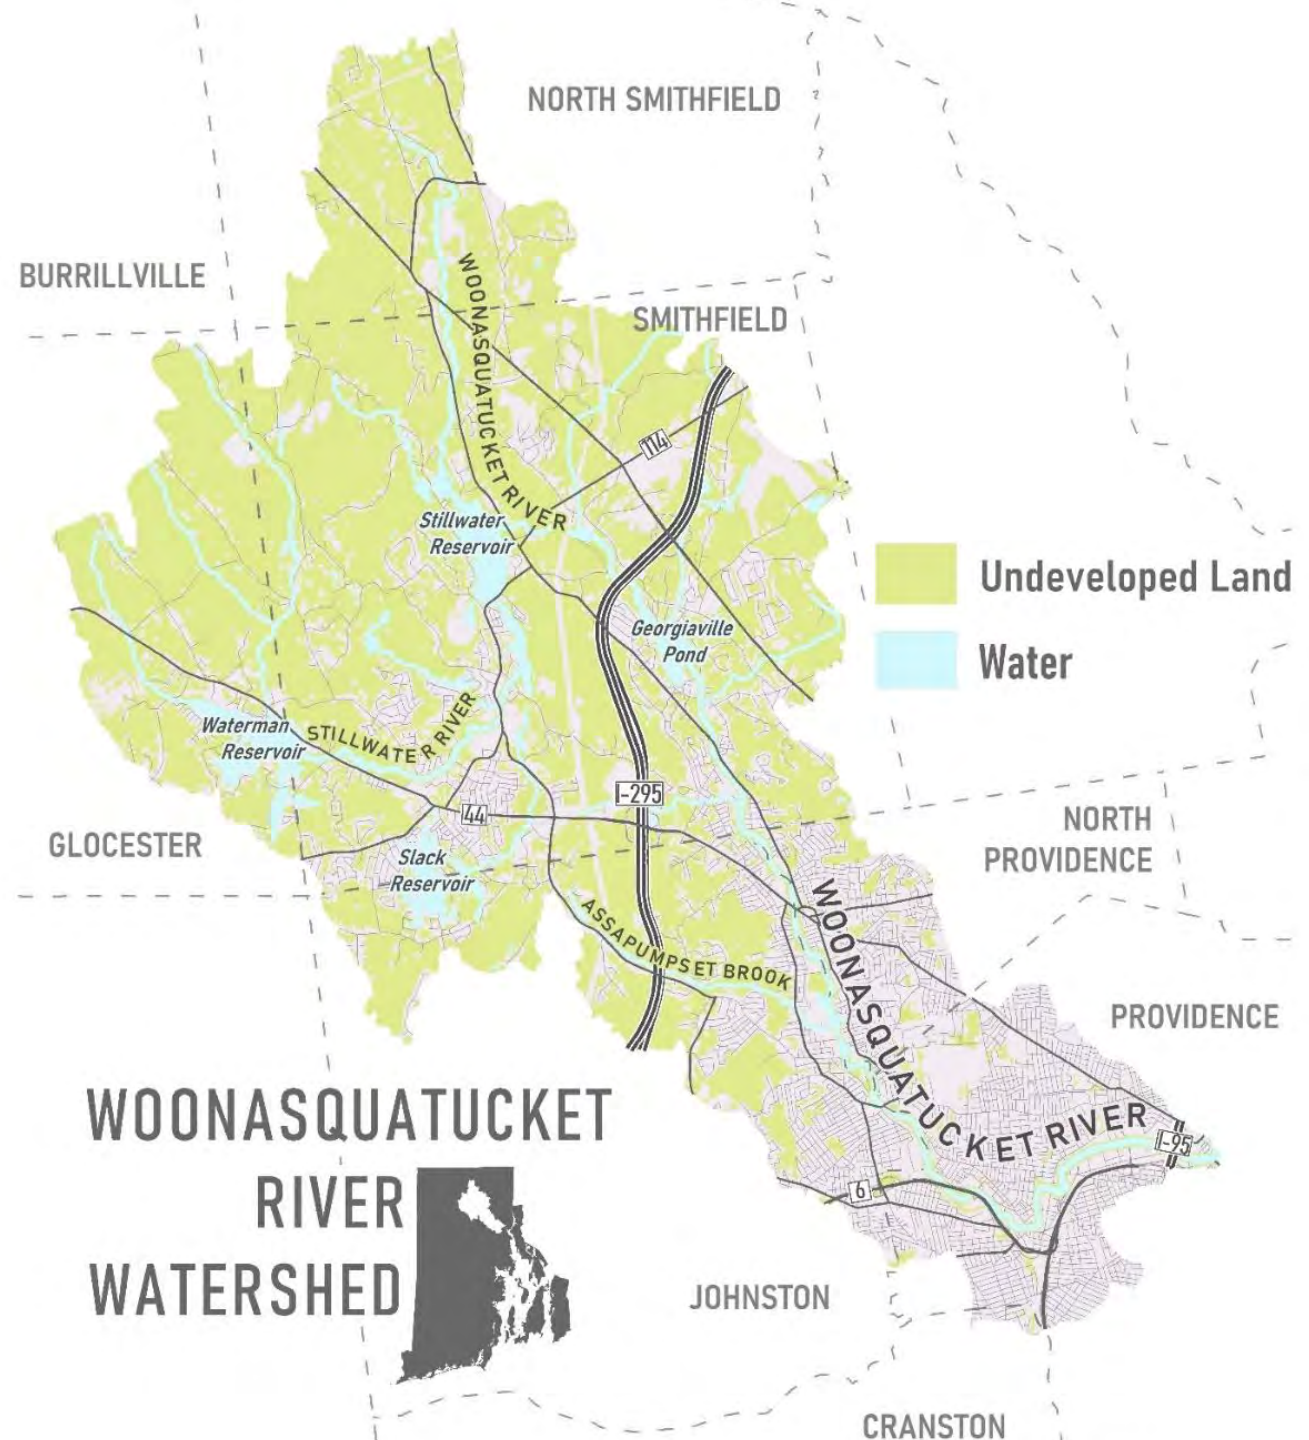 NORTH SMITHFIELD
BURRILLVILLE
SMITHFIELD
WOONASQUATUCKET RIVER
114
Stillwater
Reservoir
Undeveloped Land
Water
Georgiaville
Pond
Waterman
Reservoir
STILLWATER RIVER
I-295
44
GLOCESTER
Slack
Reservoir
NORTH
PROVIDENCE
ASSAPUMPSET BROOK
WOONASQUATUCKET RIVER
PROVIDENCE
I-95
6
WOONASQUATUCKET
RIVER
WATERSHED
JOHNSTON
CRANSTON